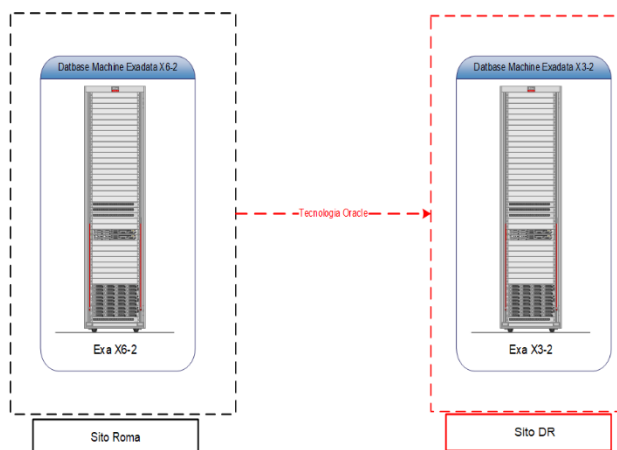 Datbase Machine Exadata X6-2
Datbase Machine Exadata X3-2
Tecnologia Oracle
Exa X6-2
Exa X3-2
Sito Roma
Sito DR